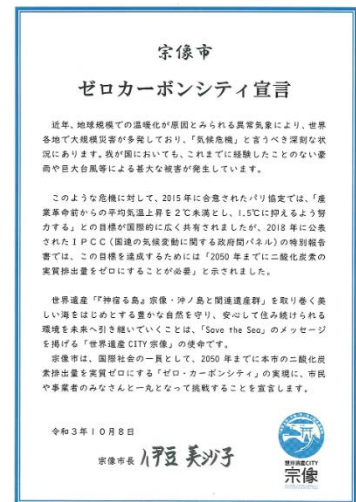 宗像市
ゼロカーボンシティ宣言
近年、地球規模での温暖化が原因とみられる異常気象により、世界
各地で大規模災害が多発しており、「気候危機」と言うべき深刻な状
況にあります。我が国においても、これまでに経験したことのない豪
雨や巨大台風等による甚大な被害が発生しています。
このような危機に対して、2015年に合意されたパリ協定では、「産
業革命前からの平均気温上昇を2℃未満とし、1.5℃に抑えるよう努
力する」との目標が国際的に広く共有されましたが、2018年に公表
されたIPCC（国連の気候変動に関する政府間パネル）の特別報告
書では、この目標を達成するためには「2050年までに二酸化炭素の
実質排出量をゼロにすることが必要」と示されました。
世界遺産「『神宿る島』宗像・沖ノ島と関連遺産群」を取り巻く美
しい海をはじめとする豊かな自然を守り、安心して住み続けられる
環境を未来へ引き継いでいくことは、「Save the Sea」のメッセージ
を掲げる「世界遺産CITY宗像」の使命です。
宗像市は、国際社会の一員として、2050年までに本市の二酸化炭
素排出量を実質ゼロにする「ゼロ・カーボンシティ」の実現に、市民
や事業者のみなさんと一丸となって挑戦することを宣言します。
令和3年10月8日
宗像市長 伊豆 美沙子
世界遺産CITY
宗像